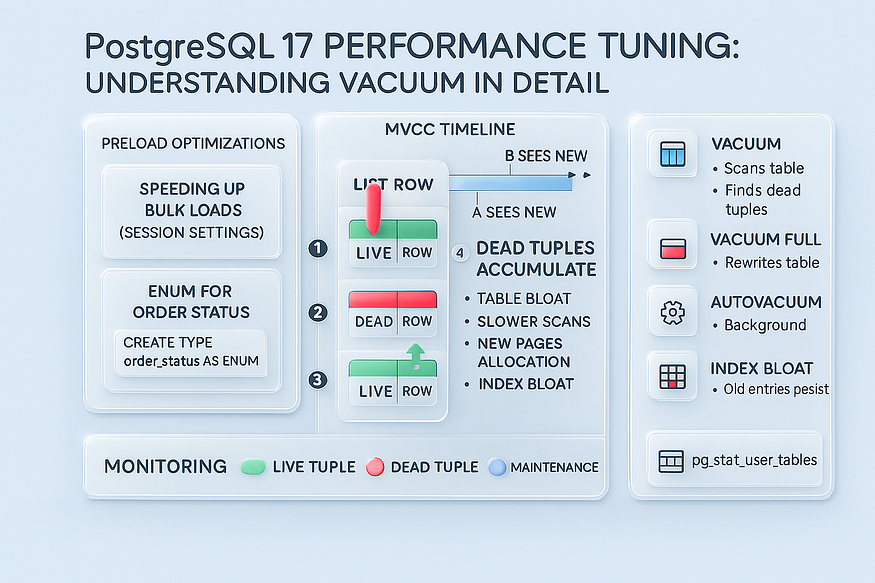 PostgreSQL 17 PERFORMANCE TUNING:
UNDERSTANDING VACUUM IN DETAIL
PRELOAD OPTIMIZATIONS
SPEEDING UP
BULK LOADS
(SESSION SETTINGS)
ENUM FOR
ORDER STATUS
CREATE TYPE
order_status AS ENUM
MVCC TIMELINE
B SEES NEW
LIST ROW
A SEES NEW
1
LIVE ROW
2
DEAD ROW
3
LIVE ROW
4 DEAD TUPLES
ACCUMULATE
• TABLE BLOAT
• SLOWER SCANS
• NEW PAGES
ALLOCATION
• INDEX BLOAT
VACUUM
• Scans table
• Finds dead
tuples
VACUUM FULL
• Rewrites table
AUTOVACUUM
• Background
INDEX BLOAT
• Old entries pesist
pg_stat_user_tables
MONITORING LIVE TUPLE DEAD TUPLE MAINTENANCE